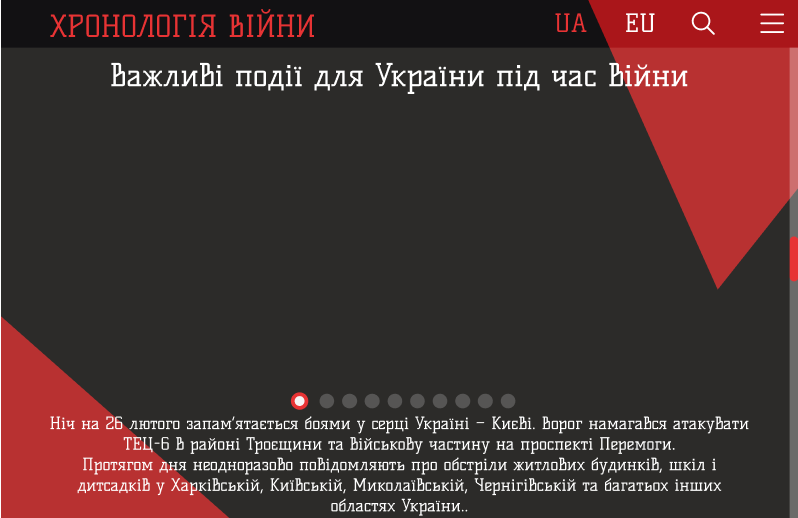 ХРОНОЛОГІЯ ВІЙНИ
UA EU
Важливі події для України під час Війни
Ніч на 26 лютого запам'ятається боями у серці Україні – Києві. Ворог намагався атакувати
ТЕЦ-6 в районі Троєщини та військову частину на проспекті Перемоги.
Протягом дня неодноразово повідомляють про обстріли житлових будинків, шкіл і
дитсадків у Харківській, Київській, Миколаївській, Чернігівській та багатьох інших
областях України..